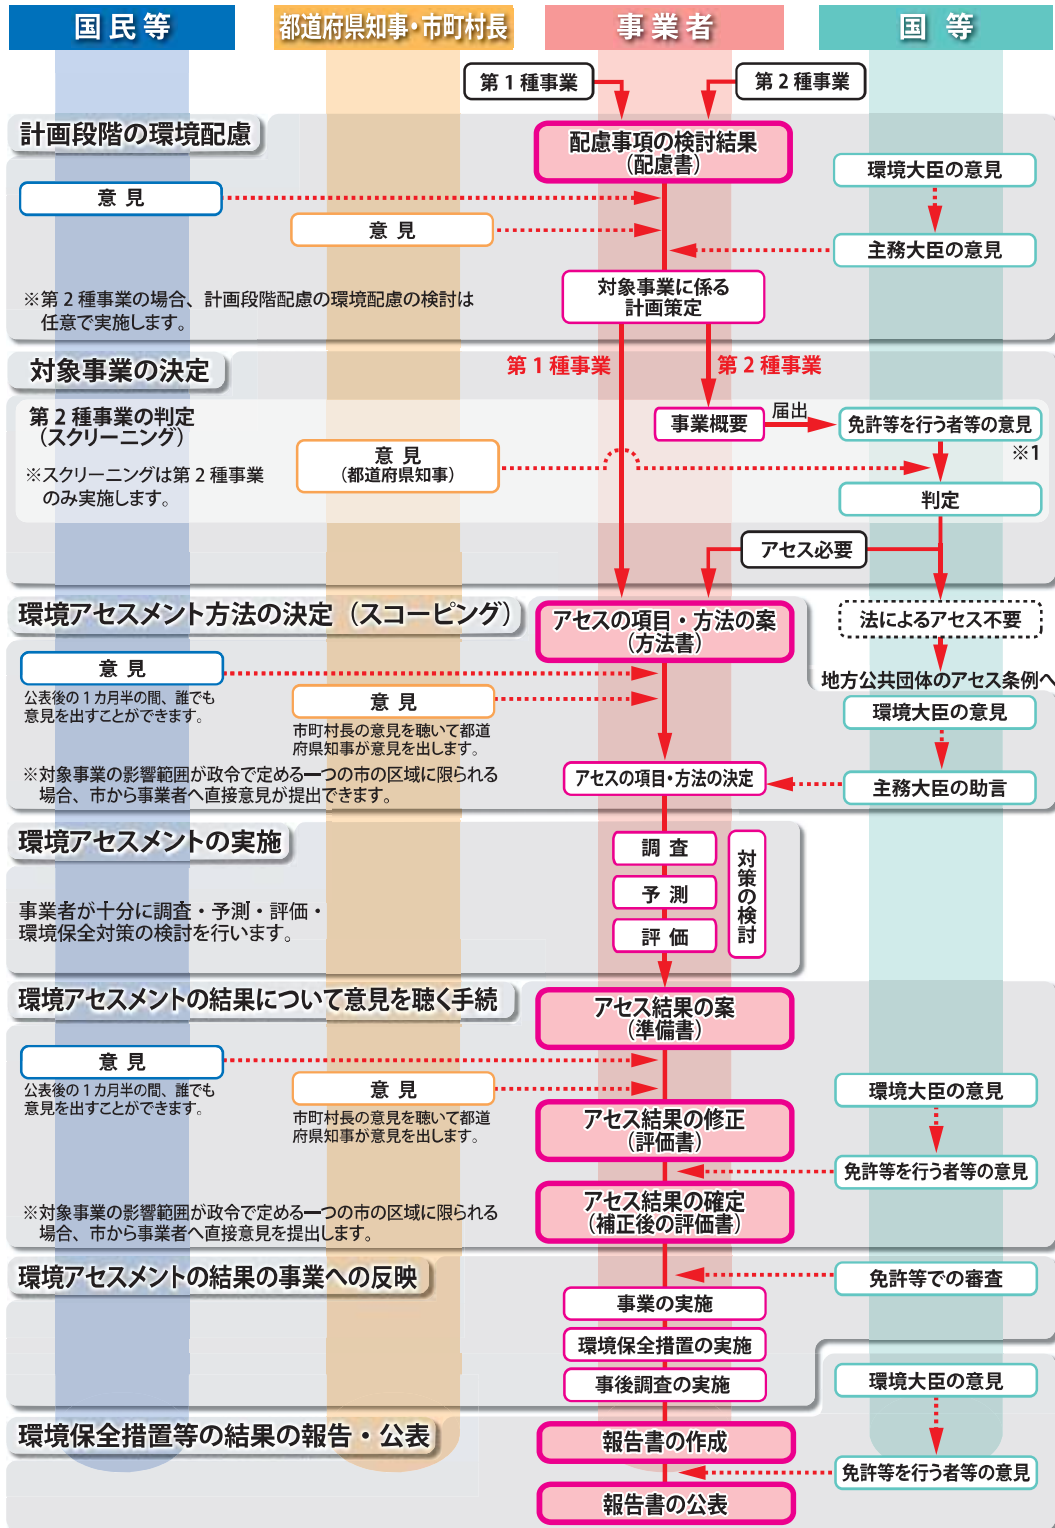 国民等
都道府県知事・市町村長
事業者
国等
第1種事業
第2種事業
計画段階の環境配慮
配慮事項の検討結果
（配慮書）
環境大臣の意見
意見
意見
主務大臣の意見
対象事業に係る
計画策定
※第2種事業の場合、計画段階配慮の環境配慮の検討は
任意で実施します。
対象事業の決定
第1種事業
第2種事業
第2種事業の判定
（スクリーニング）
事業概要
届出
免許等を行う者等の意見
※1
意見
（都道府県知事）
※スクリーニングは第2種事業
のみ実施します。
判定
アセス必要
環境アセスメント方法の決定（スコーピング）
アセスの項目・方法の案
（方法書）
法によるアセス不要
地方公共団体のアセス条例へ
意見
公表後の1カ月半の間、誰でも
意見を出すことができます。
意見
市町村長の意見を聴いて都道
府県知事が意見を出します。
環境大臣の意見
※対象事業の影響範囲が政令で定める一つの市の区域に限られる
場合、市から事業者へ直接意見が提出できます。
アセスの項目・方法の決定
主務大臣の助言
環境アセスメントの実施
調査
予測
評価
対策の検討
事業者が十分に調査・予測・評価・
環境保全対策の検討を行います。
環境アセスメントの結果について意見を聴く手続
アセス結果の案
（準備書）
意見
公表後の1カ月半の間、誰でも
意見を出すことができます。
意見
市町村長の意見を聴いて都道
府県知事が意見を出します。
環境大臣の意見
アセス結果の修正
（評価書）
免許等を行う者等の意見
アセス結果の確定
（補正後の評価書）
※対象事業の影響範囲が政令で定める一つの市の区域に限られる
場合、市から事業者へ直接意見を提出します。
環境アセスメントの結果の事業への反映
免許等での審査
事業の実施
環境保全措置の実施
事後調査の実施
環境大臣の意見
環境保全措置等の結果の報告・公表
報告書の作成
免許等を行う者等の意見
報告書の公表